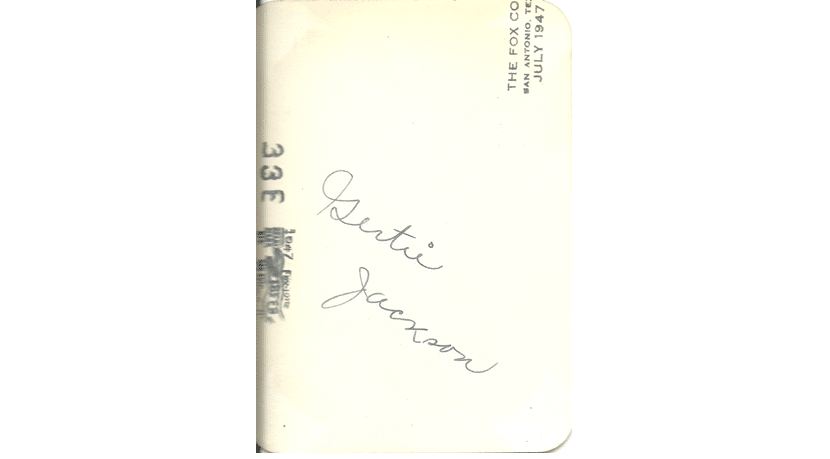 THE FOX CO
SAN ANTONIO, TE
JULY 1947
33E
Gertie
Jackson